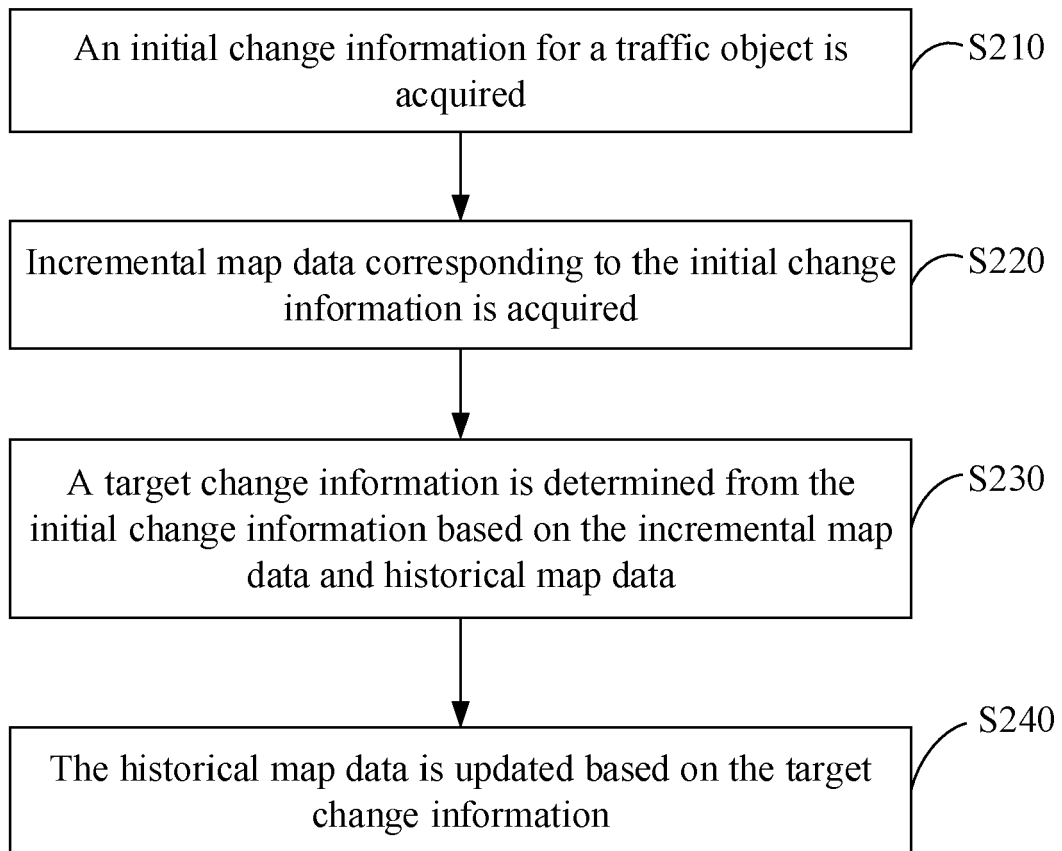 An initial change information for a traffic object is
acquired
S210
Incremental map data corresponding to the initial change
information is acquired
S220
A target change information is determined from the
initial change information based on the incremental map
data and historical map data
S230
The historical map data is updated based on the target
change information
S240